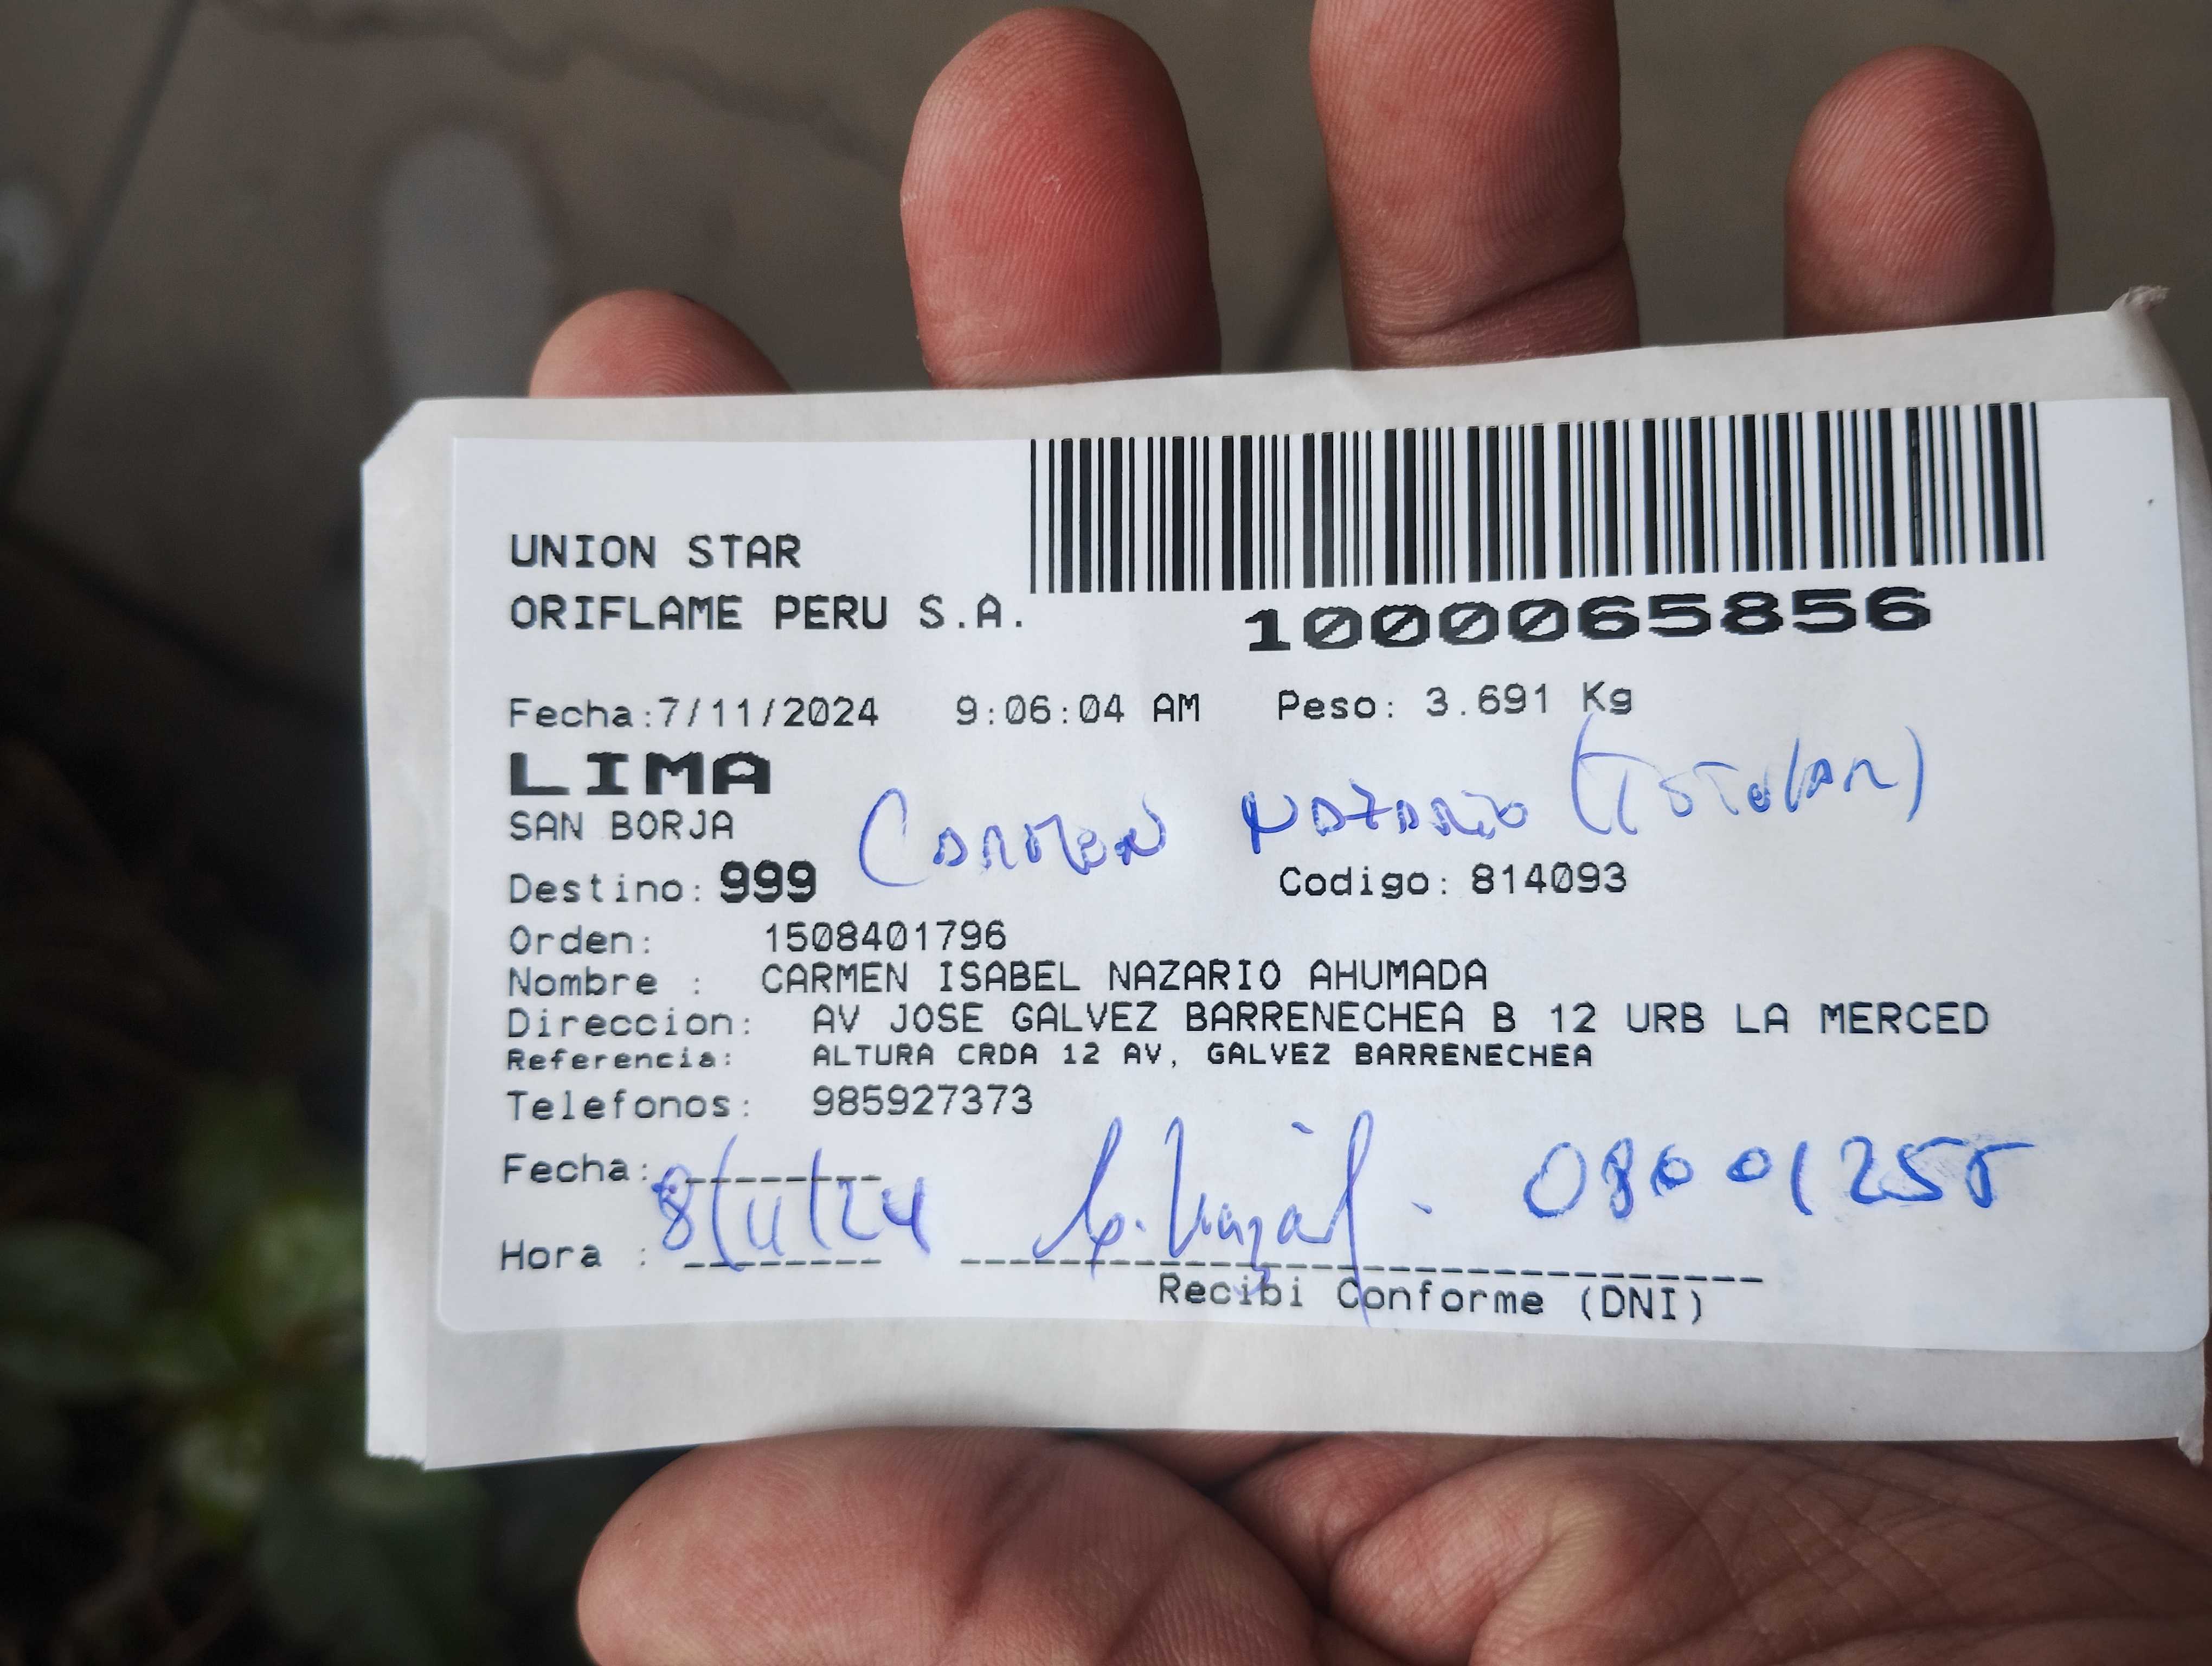 UNION STAR
ORIFLAME PERU S.A.
1000065856
Fecha:7/11/2024 9:06:04 AM Peso: 3.691 Kg
LIMA
SAN BORJA
CARMEN NAZARIO (TITULAR)
Destino: 999 Codigo: 814093
Orden: 1508401796
Nombre : CARMEN ISABEL NAZARIO AHUMADA
Direccion: AV JOSE GALVEZ BARRENECHEA B 12 URB LA MERCED
Referencia: ALTURA CRDA 12 AV, GALVEZ BARRENECHEA
Telefonos: 985927373
Fecha: 8/11/24 08001255
Hora :
Recibi Conforme (DNI)